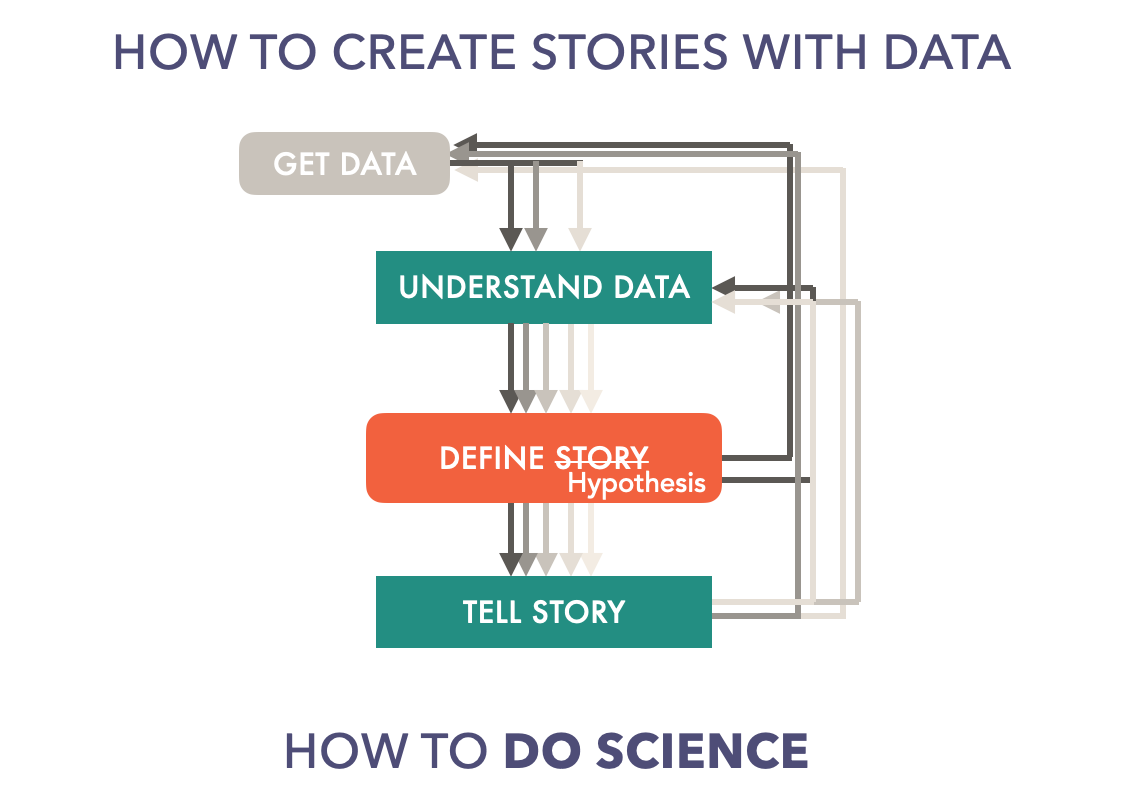 HOW TO CREATE STORIES WITH DATA
GET DATA
UNDERSTAND DATA
DEFINE STORY
Hypothesis
TELL STORY
HOW TO DO SCIENCE